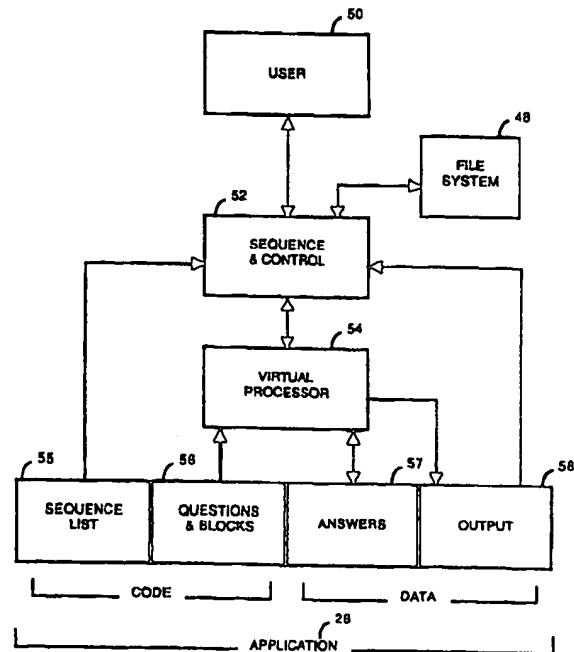 50
USER
48
FILE
SYSTEM
52
SEQUENCE
& CONTROL
54
VIRTUAL
PROCESSOR
55
SEQUENCE
LIST
56
QUESTIONS
& BLOCKS
57
ANSWERS
58
OUTPUT
CODE
DATA
28
APPLICATION